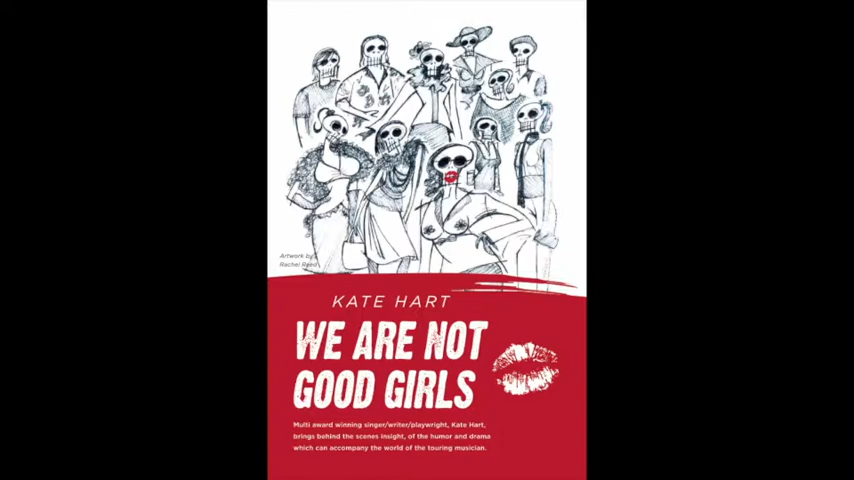 Artwork by
Rachel Reed
KATE HART
WE ARE NOT
GOOD GIRLS
Multi award winning singer/writer/playwright, Kate Hart,
brings behind the scenes insight, of the humor and drama
which can accompany the world of the touring musician.